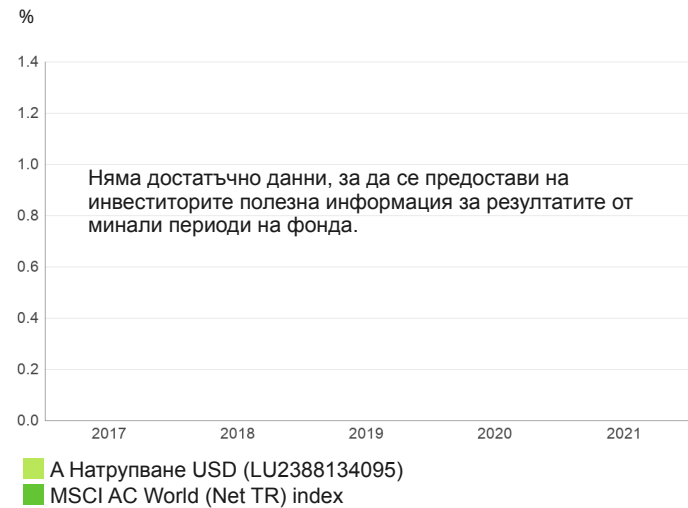 %
1.4
1.2
1.0
Няма достатъчно данни, за да се предостави на
инвеститорите полезна информация за резултатите от
0.8
минали периоди на фонда.
0.6
0.4
0.2
0.0
2017 2018 2019 2020 2021
А Натрупване USD (LU2388134095)
MSCI AC World (Net TR) index